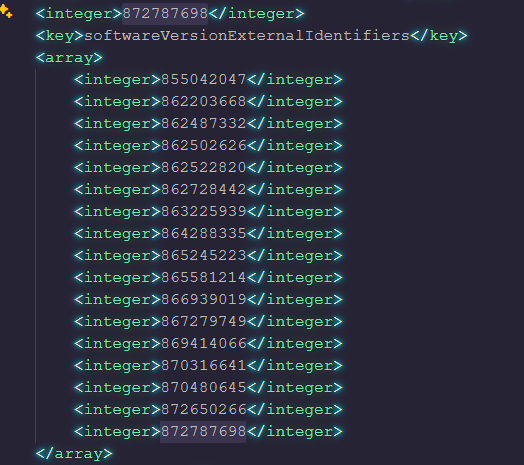 <integer>872787698</integer>
<key>softwareVersionExternalIdentifiers</key>
<array>
<integer>855042047</integer>
<integer>862203668</integer>
<integer>862487332</integer>
<integer>862502626</integer>
<integer>862522820</integer>
<integer>862728442</integer>
<integer>863225939</integer>
<integer>864288335</integer>
<integer>865245223</integer>
<integer>865581214</integer>
<integer>866939019</integer>
<integer>867279749</integer>
<integer>869414066</integer>
<integer>870316641</integer>
<integer>870480645</integer>
<integer>872650266</integer>
<integer>872787698</integer>
</array>